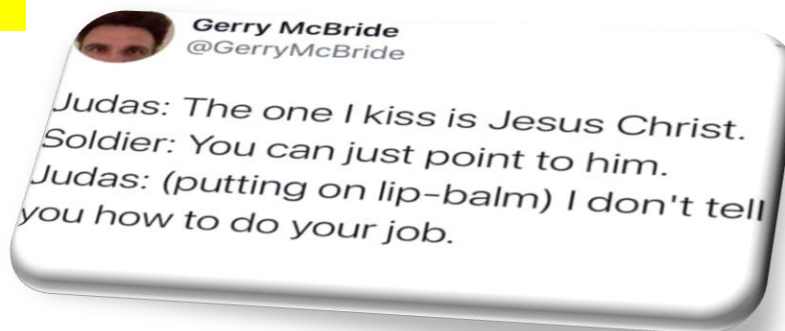 Gerry McBride
@GerryMcBride
Judas: The one I kiss is Jesus Christ.
Soldier: You can just point to him.
Judas: (putting on lip-balm) I don't tell
you how to do your job.